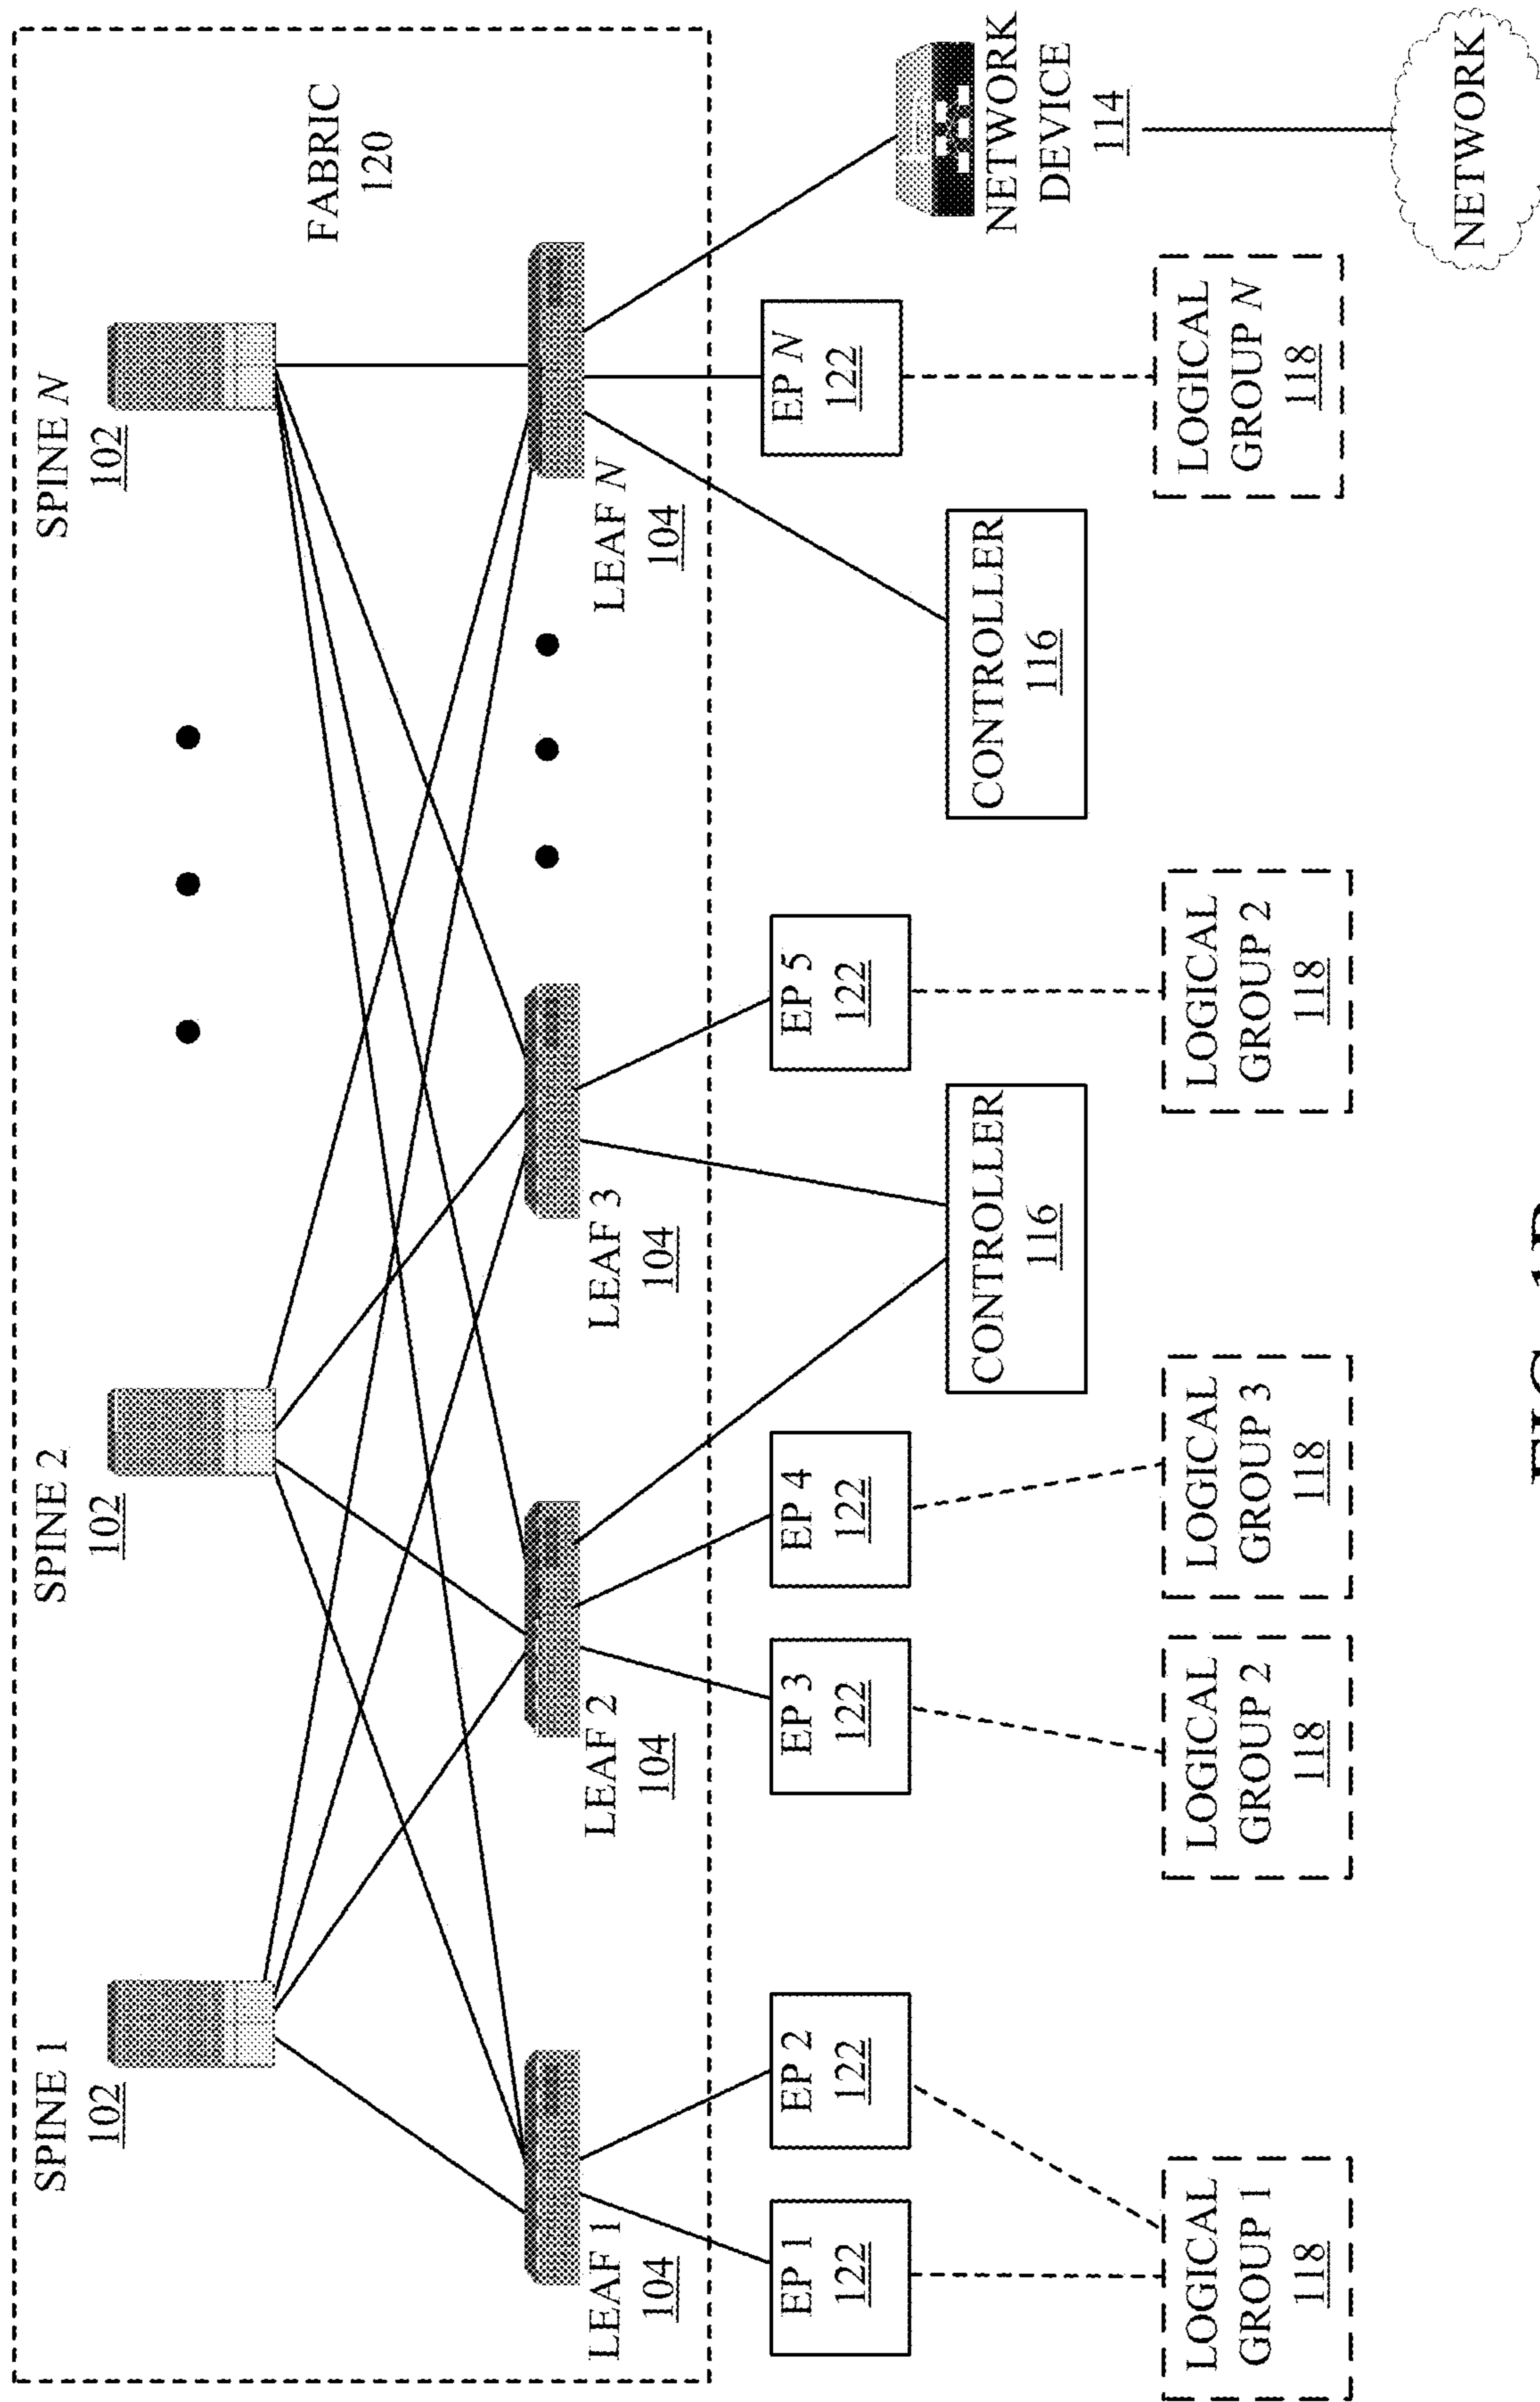 SPINE 1
102
SPINE 2
102
SPINE N
102
FABRIC
120
LEAF 1
104
LEAF 2
104
LEAF 3
104
LEAF N
104
EP 1
122
EP 2
122
EP 3
122
EP 4
122
EP 5
122
EP N
122
CONTROLLER
116
CONTROLLER
116
NETWORK
DEVICE
114
LOGICAL
GROUP 1
118
LOGICAL
GROUP 2
118
LOGICAL
GROUP 3
118
LOGICAL
GROUP 2
118
LOGICAL
GROUP N
118
NETWORK